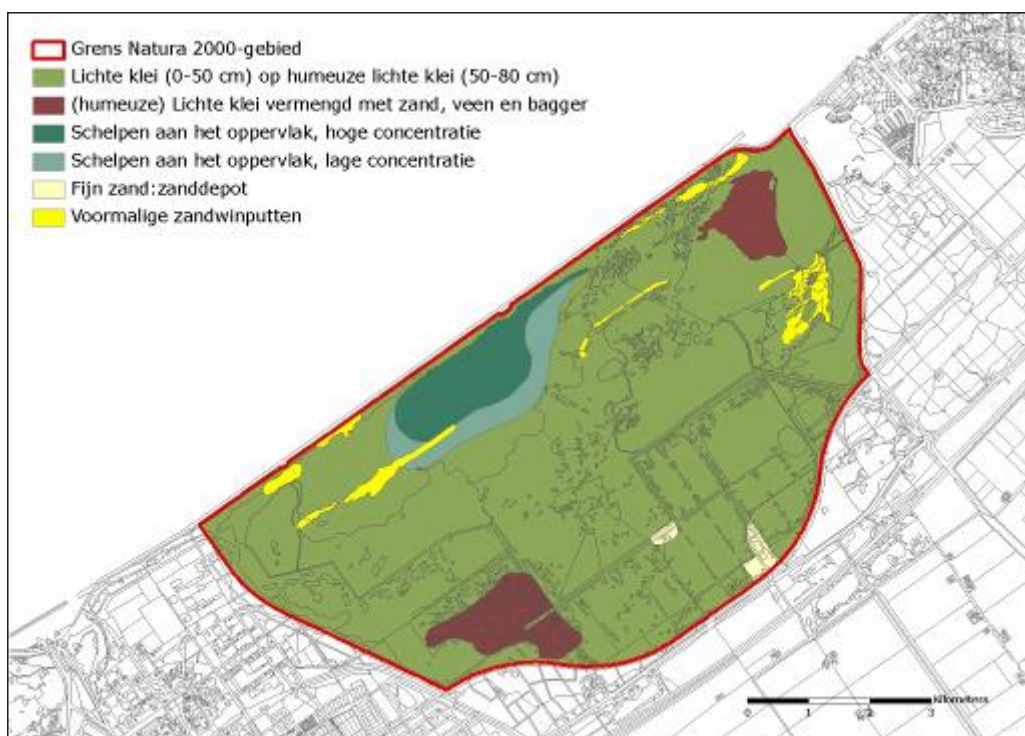 Grens Natura 2000-gebied
Lichte klei (0-50 cm) op humeuze lichte klei (50-80 cm)
(humeuze) Lichte klei vermengd met zand, veen en bagger
Schelpen aan het oppervlak, hoge concentratie
Schelpen aan het oppervlak, lage concentratie
Fijn zand:zanddepot
Voormalige zandwinputten
Kilometers
0 1 2 3